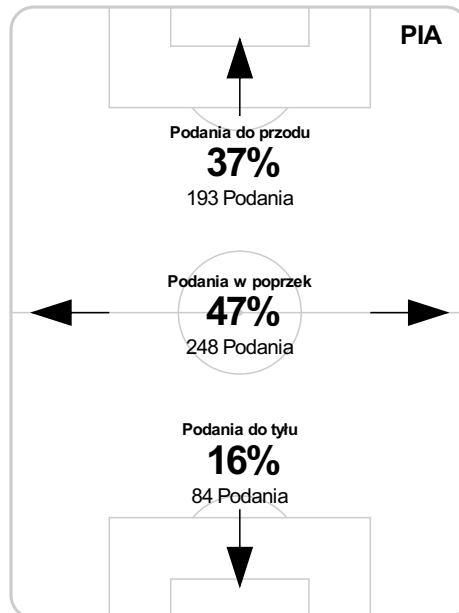 PIA
Podania do przodu
37%
193 Podania
Podania w poprzek
47%
248 Podania
Podania do tyłu
16%
84 Podania